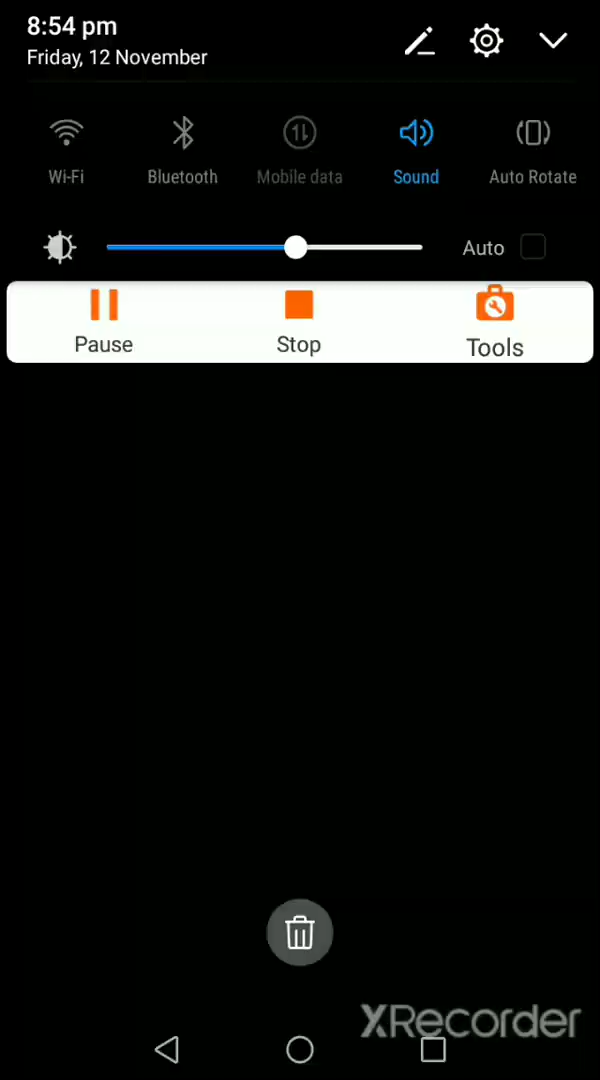 8:54 pm
Friday, 12 November
Wi-Fi Bluetooth Mobile data Sound Auto Rotate
Auto
Pause Stop Tools
XRecorder